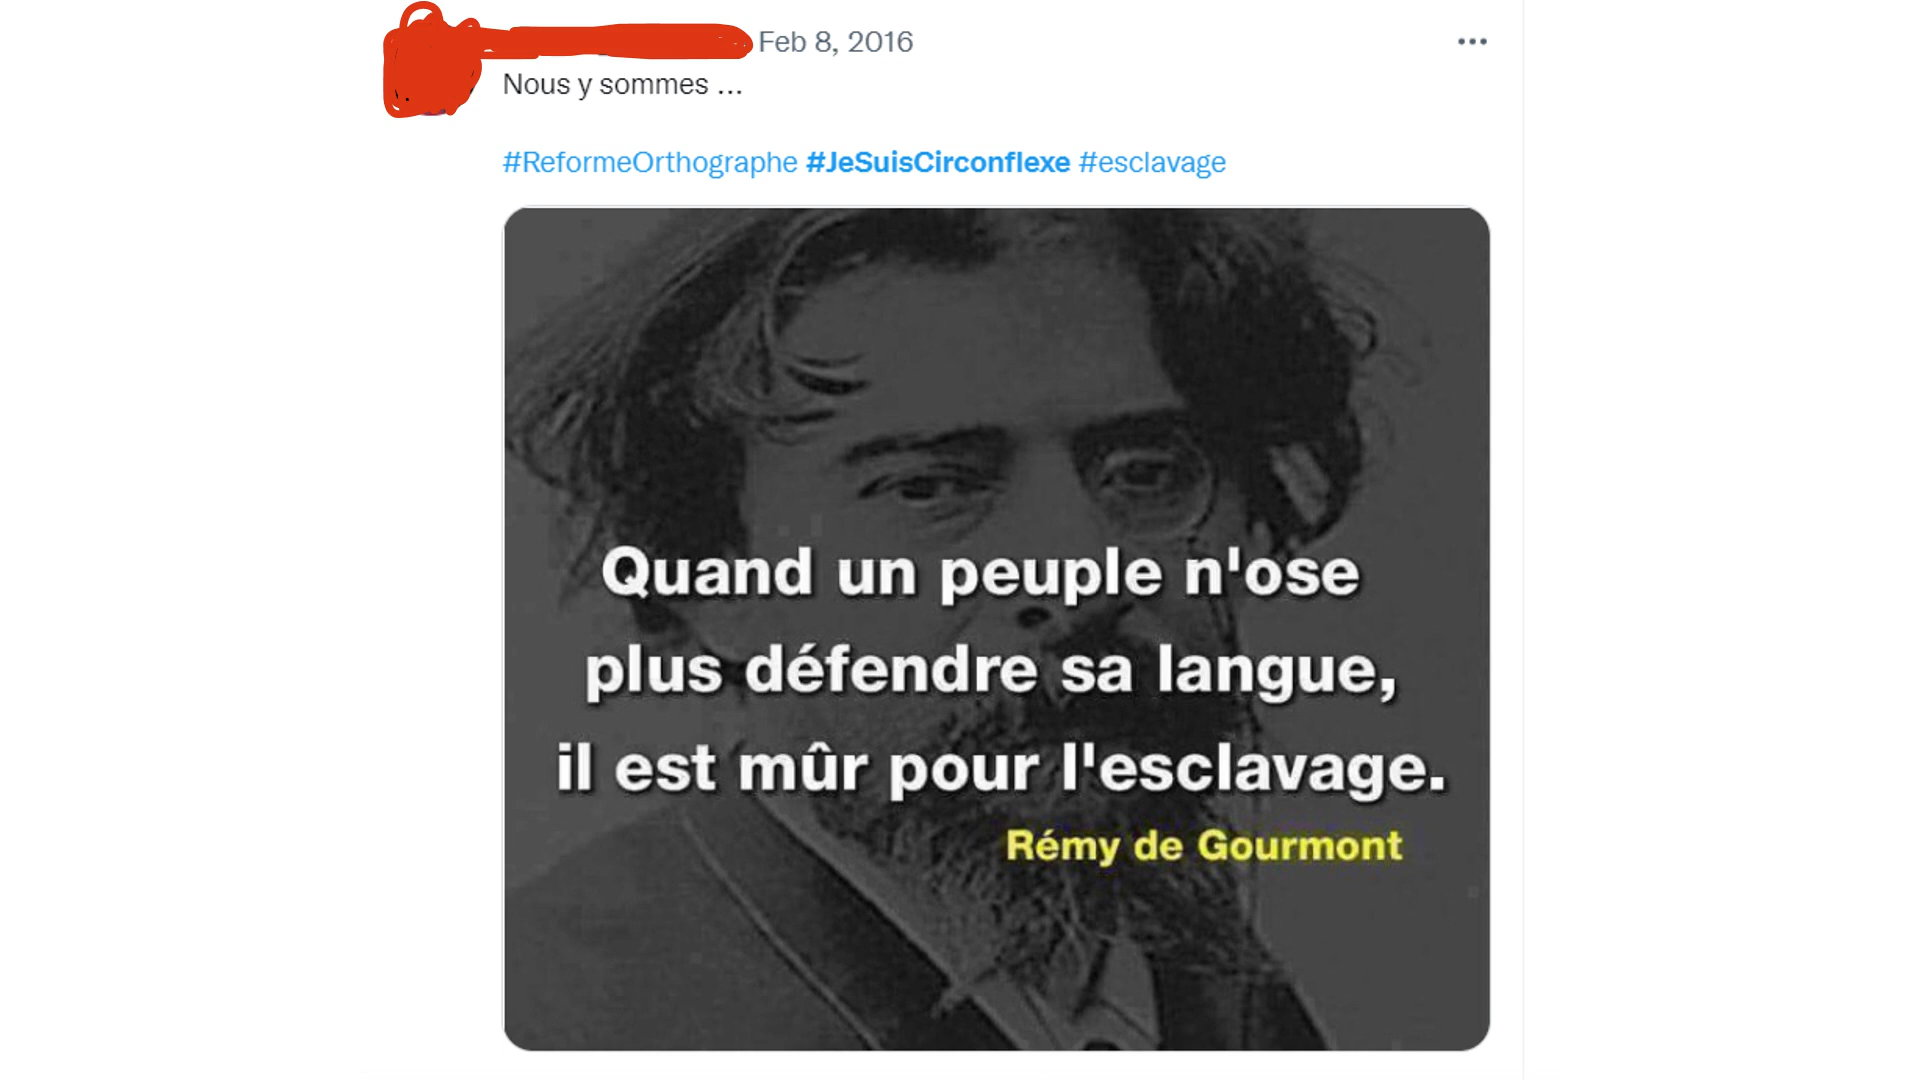 Feb 8, 2016
Nous y sommes ...
#ReformeOrthographe #JeSuisCirconflexe #esclavage
Quand un peuple n'ose
plus défendre sa langue,
il est mûr pour l'esclavage.
Rémy de Gourmont